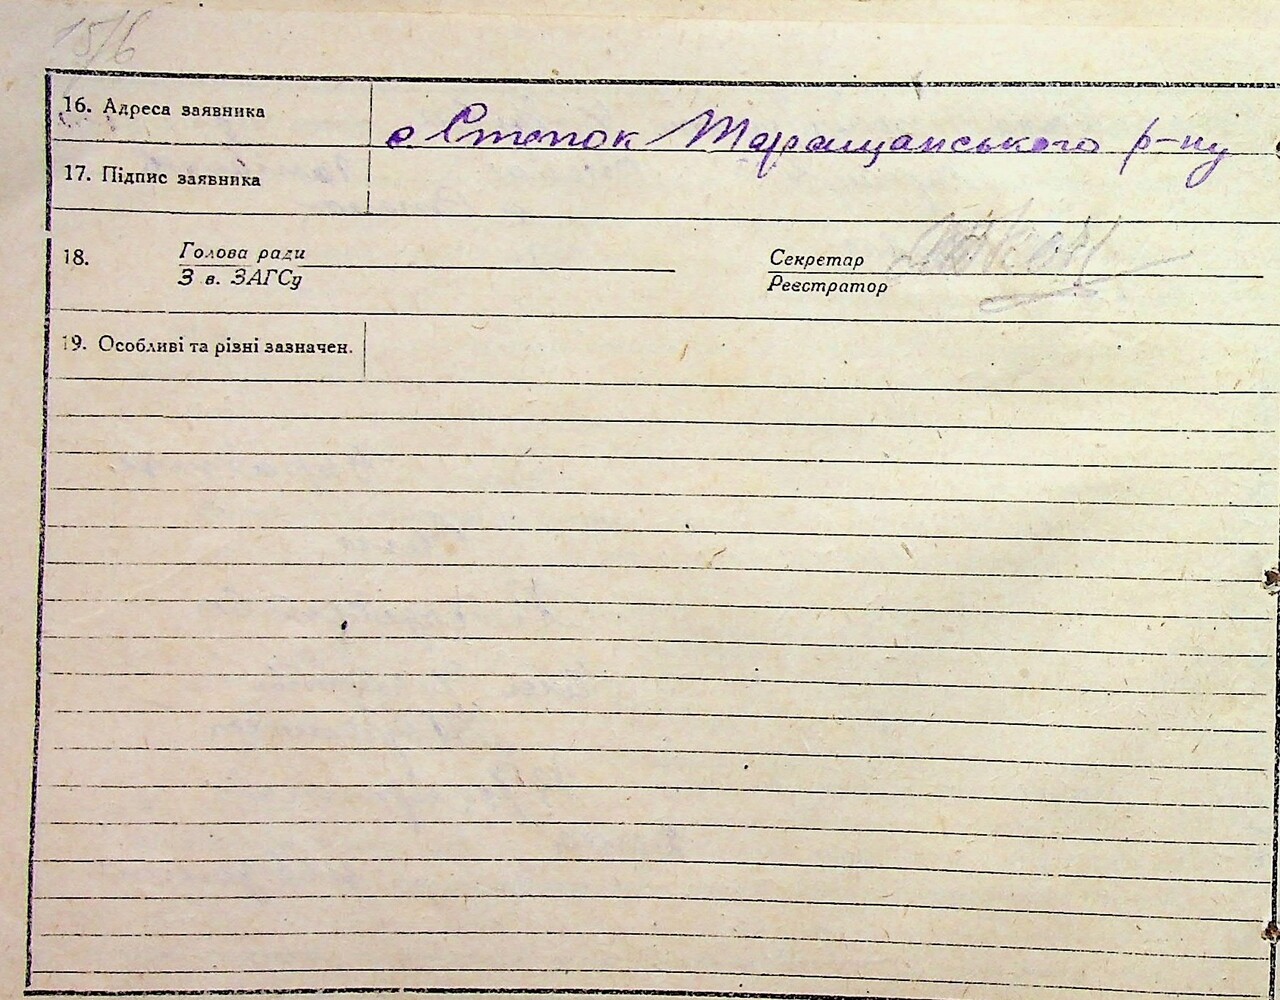 15/6
16. Адреса заявника
с Степок Таращанського р-ну
17. Підпис заявника
18.
Голова ради
З в. ЗАГСу
Секретар
Реєстратор
19. Особливі та різні зазначен.